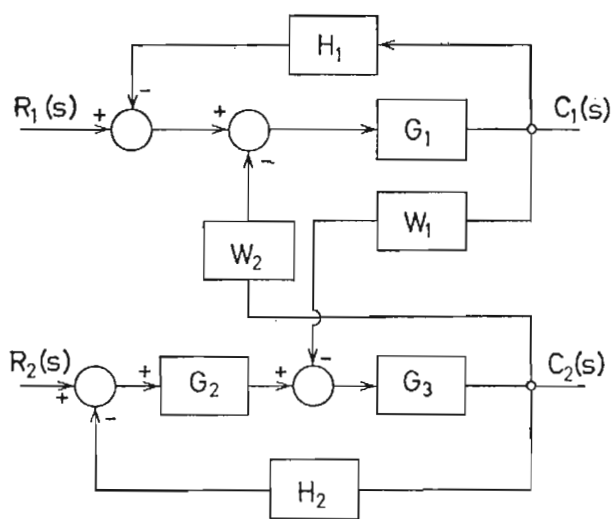 H₁
R₁(s) + - + - G₁ C₁(s)
W₁
W₂
R₂(s) + - + G₂ + - G₃ C₂(s)
H₂